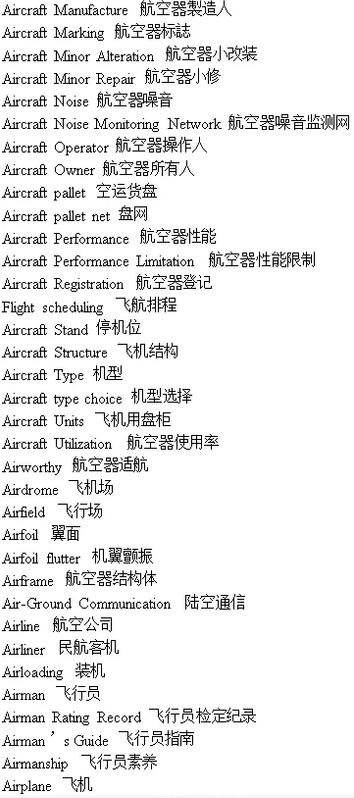 Aircraft Manufacture 航空器製造人
Aircraft Marking 航空器标誌
Aircraft Minor Alteration 航空器小改装
Aircraft Minor Repair 航空器小修
Aircraft Noise 航空器噪音
Aircraft Noise Monitoring Network 航空器噪音监测网
Aircraft Operator 航空器操作人
Aircraft Owner 航空器所有人
Aircraft pallet 空运货盘
Aircraft pallet net 盘网
Aircraft Performance 航空器性能
Aircraft Performance Limitation 航空器性能限制
Aircraft Registration 航空器登记
Flight scheduling 飞航排程
Aircraft Stand 停机位
Aircraft Structure 飞机结构
Aircraft Type 机型
Aircraft type choice 机型选择
Aircraft Units 飞机用盘柜
Aircraft Utilization 航空器使用率
Airworthy 航空器适航
Airdrome 飞机场
Airfield 飞行场
Airfoil 翼面
Airfoil flutter 机翼颤振
Airframe 航空器结构体
Air-Ground Communication 陆空通信
Airline 航空公司
Airliner 民航客机
Airloading 装机
Airman 飞行员
Airman Rating Record 飞行员检定纪录
Airman ’ s Guide 飞行员指南
Airmanship 飞行员素养
Airplane 飞机